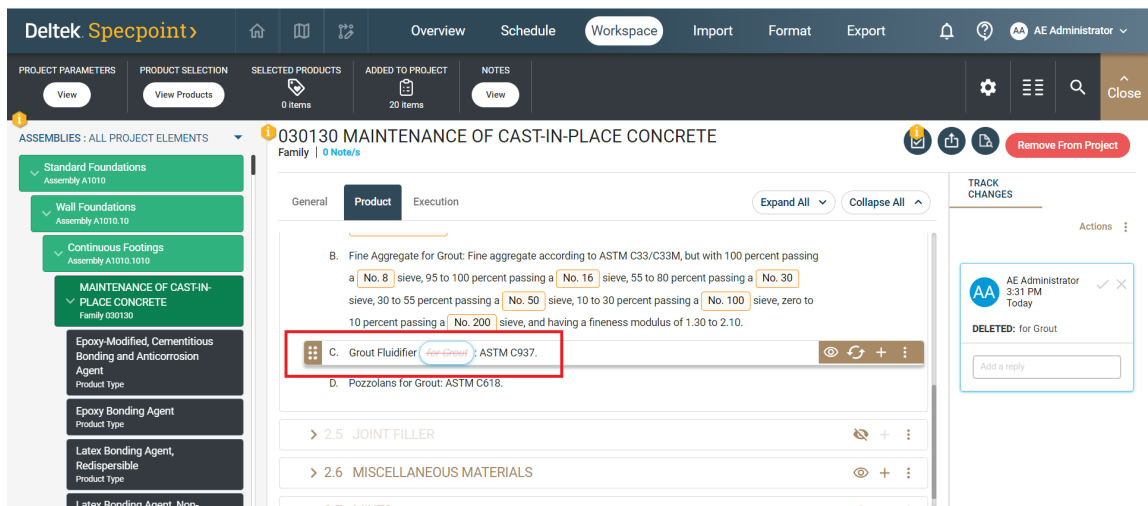 Deltek Specpoint>
Overview Schedule Workspace Import Format Export AA AE Administrator
PROJECT PARAMETERS PRODUCT SELECTION SELECTED PRODUCTS ADDED TO PROJECT NOTES
View View Products 0 items 20 items View
Close
ASSEMBLIES : ALL PROJECT ELEMENTS
Standard Foundations
Assembly A1010
Wall Foundations
Assembly A1010.10
Continuous Footings
Assembly A1010.1010
MAINTENANCE OF CAST-IN-
PLACE CONCRETE
Family 030130
Epoxy-Modified, Cementitious
Bonding and Anticorrosion
Agent
Product Type
Epoxy Bonding Agent
Product Type
Latex Bonding Agent,
Redispersible
Product Type
Latex Bonding Agent, Non-
030130 MAINTENANCE OF CAST-IN-PLACE CONCRETE
Family | 0 Note/s
Remove From Project
General Product Execution
Expand All Collapse All
B. Fine Aggregate for Grout: Fine aggregate according to ASTM C33/C33M, but with 100 percent passing
a No. 8 sieve, 95 to 100 percent passing a No. 16 sieve, 55 to 80 percent passing a No. 30
sieve, 30 to 55 percent passing a No. 50 sieve, 10 to 30 percent passing a No. 100 sieve, zero to
10 percent passing a No. 200 sieve, and having a fineness modulus of 1.30 to 2.10.
C. Grout Fluidifier for Grout : ASTM C937.
D. Pozzolans for Grout: ASTM C618.
2.5 JOINT FILLER
2.6 MISCELLANEOUS MATERIALS
TRACK
CHANGES
Actions
AA
AE Administrator
3:31 PM
Today
DELETED: for Grout
Add a reply